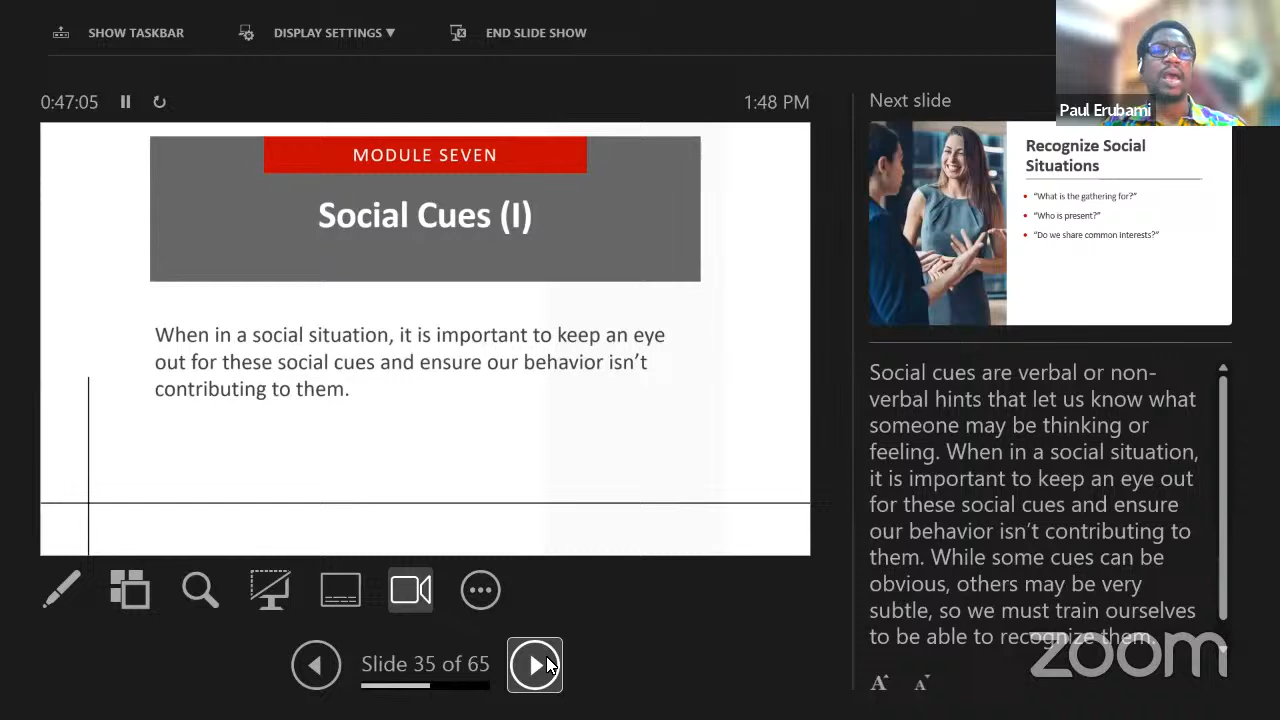 SHOW TASKBAR
DISPLAY SETTINGS ▼
END SLIDE SHOW
Paul Erubami
0:47:05
1:48 PM
MODULE SEVEN
Social Cues (I)
When in a social situation, it is important to keep an eye
out for these social cues and ensure our behavior isn’t
contributing to them.
Slide 35 of 65
Next slide
Recognize Social
Situations
• “What is the gathering for?”
• “Who is present?”
• “Do we share common interests?”
Social cues are verbal or non-
verbal hints that let us know what
someone may be thinking or
feeling. When in a social situation,
it is important to keep an eye out
for these social cues and ensure
our behavior isn’t contributing to
them. While some cues can be
obvious, others may be very
subtle, so we must train ourselves
to be able to recognize them.
A A
zoom